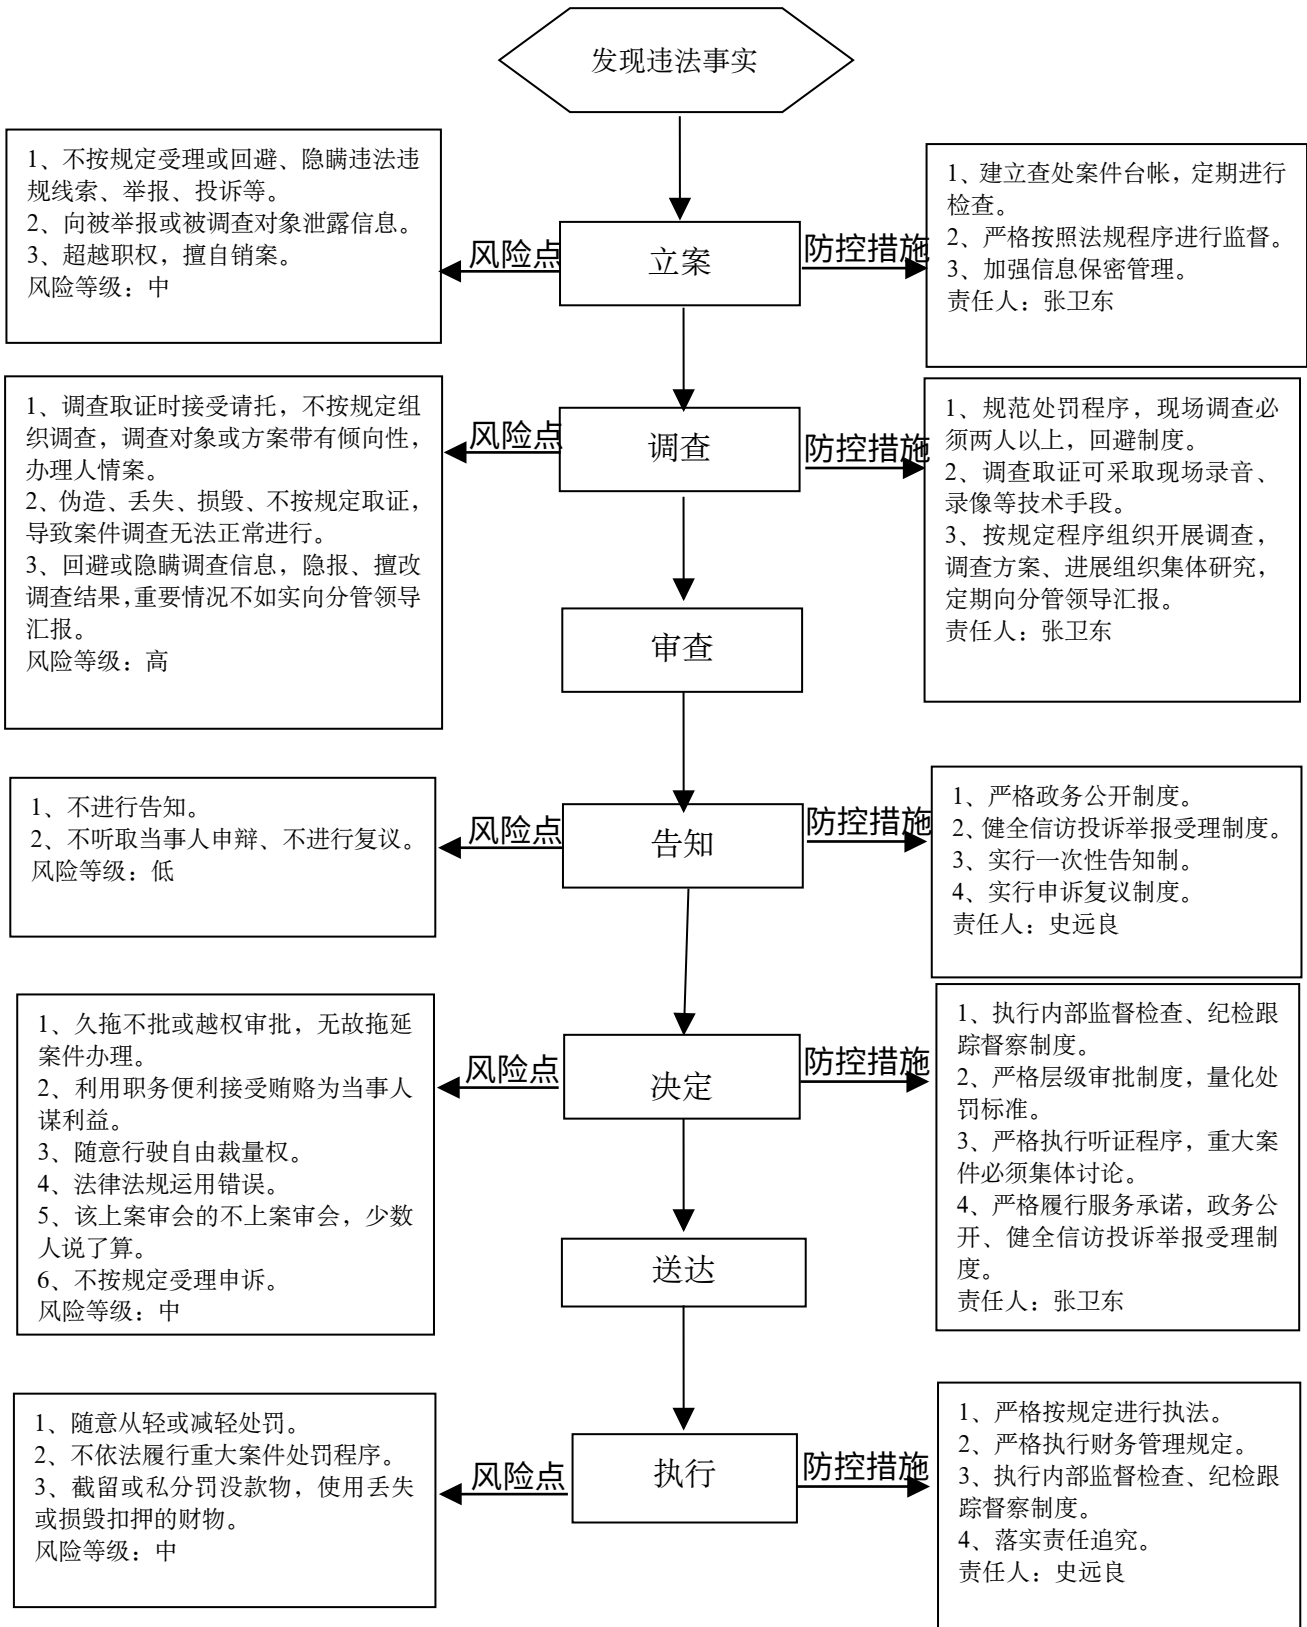 发现违法事实
1、不按规定受理或回避、隐瞒违法违
规线索、举报、投诉等。
2、向被举报或被调查对象泄露信息。
3、超越职权，擅自销案。
风险等级：中
风险点
立案
防控措施
1、建立查处案件台帐，定期进行
检查。
2、严格按照法规程序进行监督。
3、加强信息保密管理。
责任人：张卫东
1、调查取证时接受请托，不按规定组
织调查，调查对象或方案带有倾向性，
办理人情案。
2、伪造、丢失、损毁、不按规定取证，
导致案件调查无法正常进行。
3、回避或隐瞒调查信息，隐报、擅改
调查结果，重要情况不如实向分管领导
汇报。
风险等级：高
风险点
调查
防控措施
1、规范处罚程序，现场调查必
须两人以上，回避制度。
2、调查取证可采取现场录音、
录像等技术手段。
3、按规定程序组织开展调查，
调查方案、进展组织集体研究，
定期向分管领导汇报。
责任人：张卫东
审查
1、不进行告知。
2、不听取当事人申辩、不进行复议。
风险等级：低
风险点
告知
防控措施
1、严格政务公开制度。
2、健全信访投诉举报受理制度。
3、实行一次性告知制。
4、实行申诉复议制度。
责任人：史远良
1、久拖不批或越权审批，无故拖延
案件办理。
2、利用职务便利接受贿赂为当事人
谋利益。
3、随意行驶自由裁量权。
4、法律法规运用错误。
5、该上案审会的不上案审会，少数
人说了算。
6、不按规定受理申诉。
风险等级：中
风险点
决定
防控措施
1、执行内部监督检查、纪检跟
踪督察制度。
2、严格层级审批制度，量化处
罚标准。
3、严格执行听证程序，重大案
件必须集体讨论。
4、严格履行服务承诺，政务公
开、健全信访投诉举报受理制
度。
责任人：张卫东
送达
1、随意从轻或减轻处罚。
2、不依法履行重大案件处罚程序。
3、截留或私分罚没款物，使用丢失
或损毁扣押的财物。
风险等级：中
风险点
执行
防控措施
1、严格按规定进行执法。
2、严格执行财务管理规定。
3、执行内部监督检查、纪检跟
踪督察制度。
4、落实责任追究。
责任人：史远良